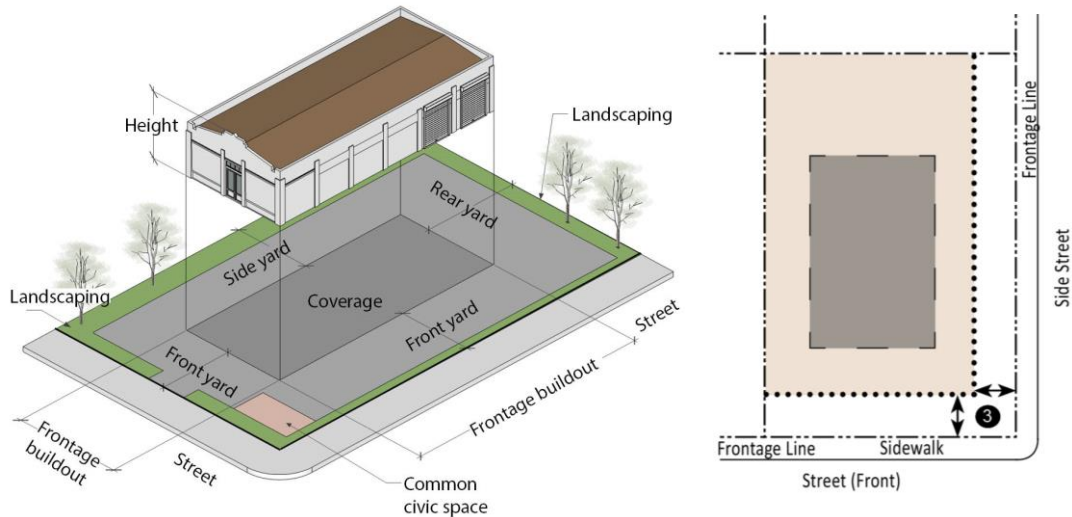 Height
Landscaping
Rear yard
Side yard
Landscaping
Coverage
Front yard
Street
Front yard
Frontage buildout
Frontage
buildout
Street
Common
civic space
Frontage Line
Side Street
3
Frontage Line
Sidewalk
Street (Front)